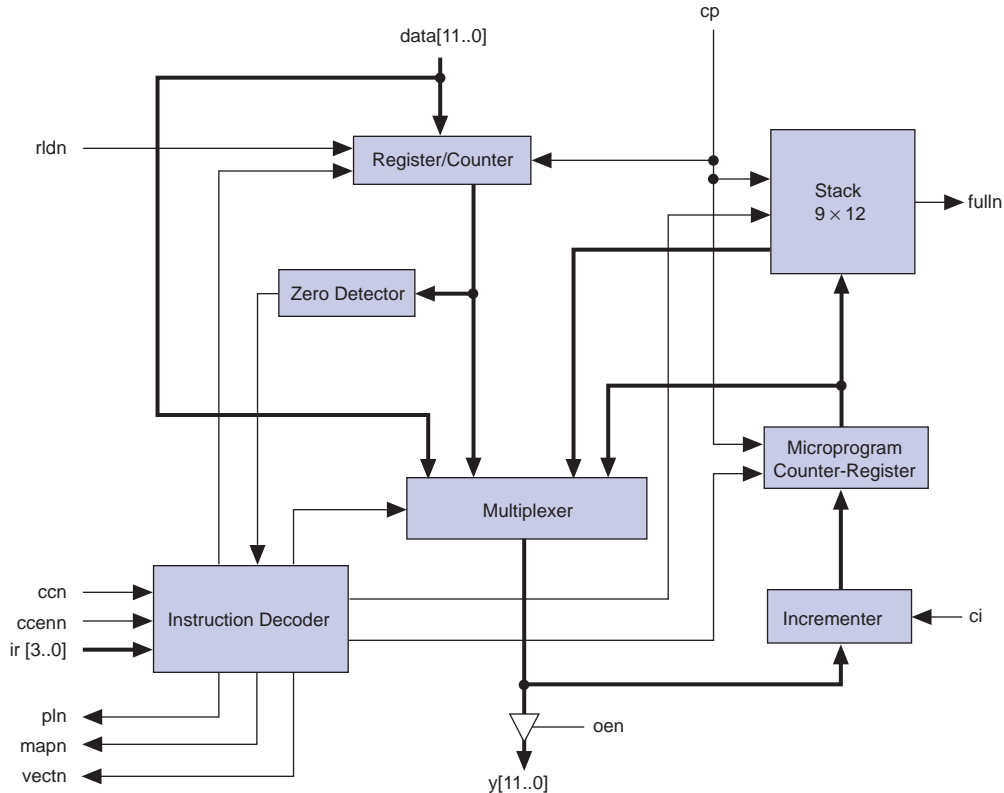 cp
data[11..0]
rldn
Register/Counter
Stack
9 × 12
fulln
Zero Detector
Microprogram
Counter-Register
Multiplexer
ccn
ccenn
ir [3..0]
Instruction Decoder
Incrementer
ci
pln
mapn
vectn
oen
y[11..0]